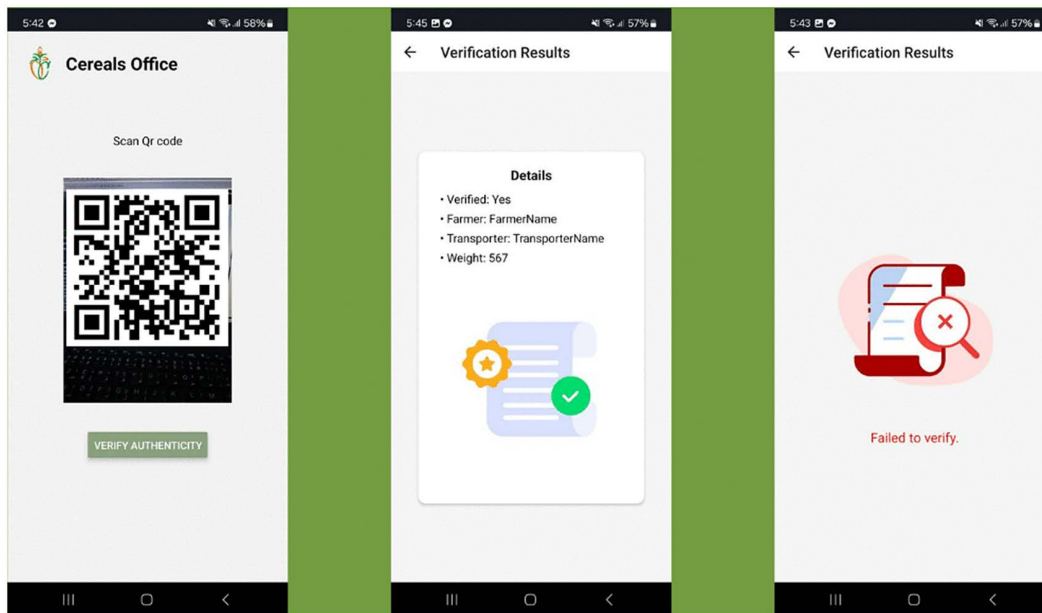 5:42
58%
Cereals Office
Scan Qr code
VERIFY AUTHENTICITY
5:45
57%
Verification Results
Details
• Verified: Yes
• Farmer: FarmerName
• Transporter: TransporterName
• Weight: 567
5:43
57%
Verification Results
Failed to verify.